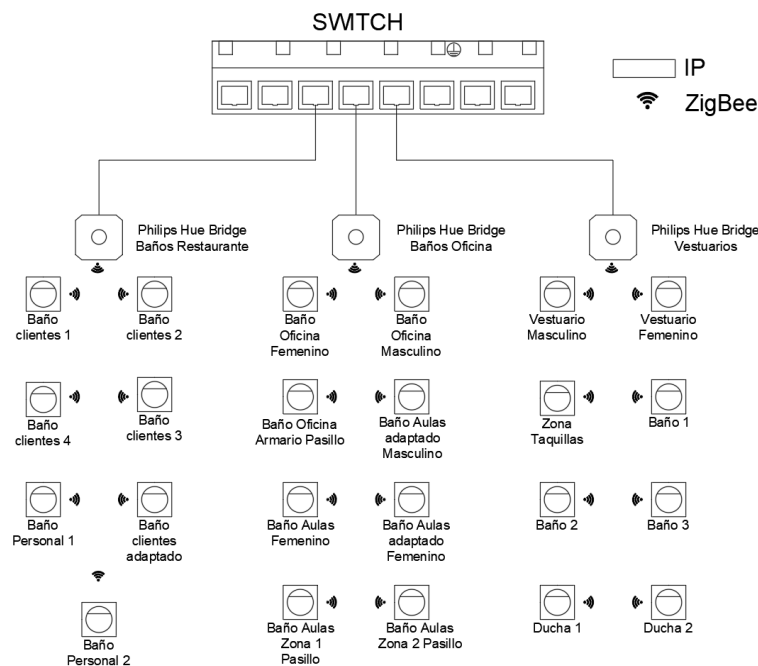 SWITCH
IP
ZigBee
Philips Hue Bridge
Baños Restaurante
Philips Hue Bridge
Baños Oficina
Philips Hue Bridge
Vestuarios
Baño
clientes 1
Baño
clientes 2
Baño
Oficina
Femenino
Baño
Oficina
Masculino
Vestuario
Masculino
Vestuario
Femenino
Baño
clientes 4
Baño
clientes 3
Baño Oficina
Armario Pasillo
Baño Aulas
adaptado
Masculino
Zona
Taquillas
Baño 1
Baño
Personal 1
Baño
clientes
adaptado
Baño Aulas
Femenino
Baño Aulas
adaptado
Femenino
Baño 2
Baño 3
Baño
Personal 2
Baño Aulas
Zona 1
Pasillo
Baño Aulas
Zona 2 Pasillo
Ducha 1
Ducha 2